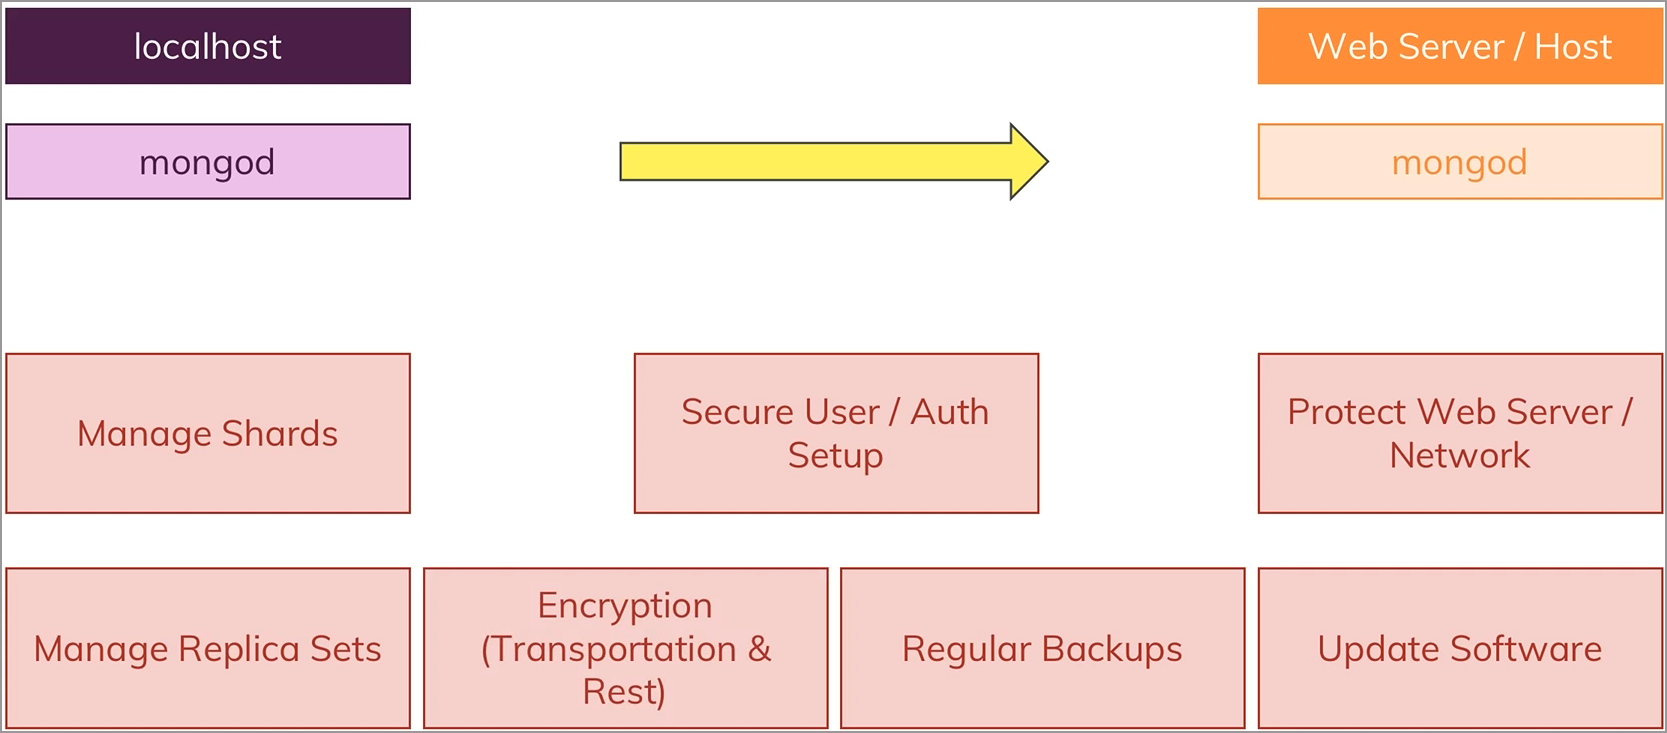 localhost
Web Server / Host
mongod
mongod
Manage Shards
Secure User / Auth
Setup
Protect Web Server /
Network
Manage Replica Sets
Encryption
(Transportation &
Rest)
Regular Backups
Update Software